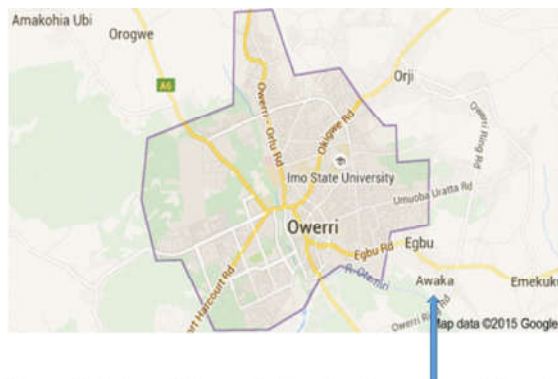 Amakohia Ubi
Orogwe
A6
Orji
Owerri - Orlu Rd
Okigwe Rd
Owerri Ring Rd
Imo State University
Umuoba Uratta Rd
Owerri
Egbu Rd
Egbu
R. Otamiri
Awaka
Emekuku
Port Harcourt Rd
Owerri Ring Rd
Map data ©2015 Google